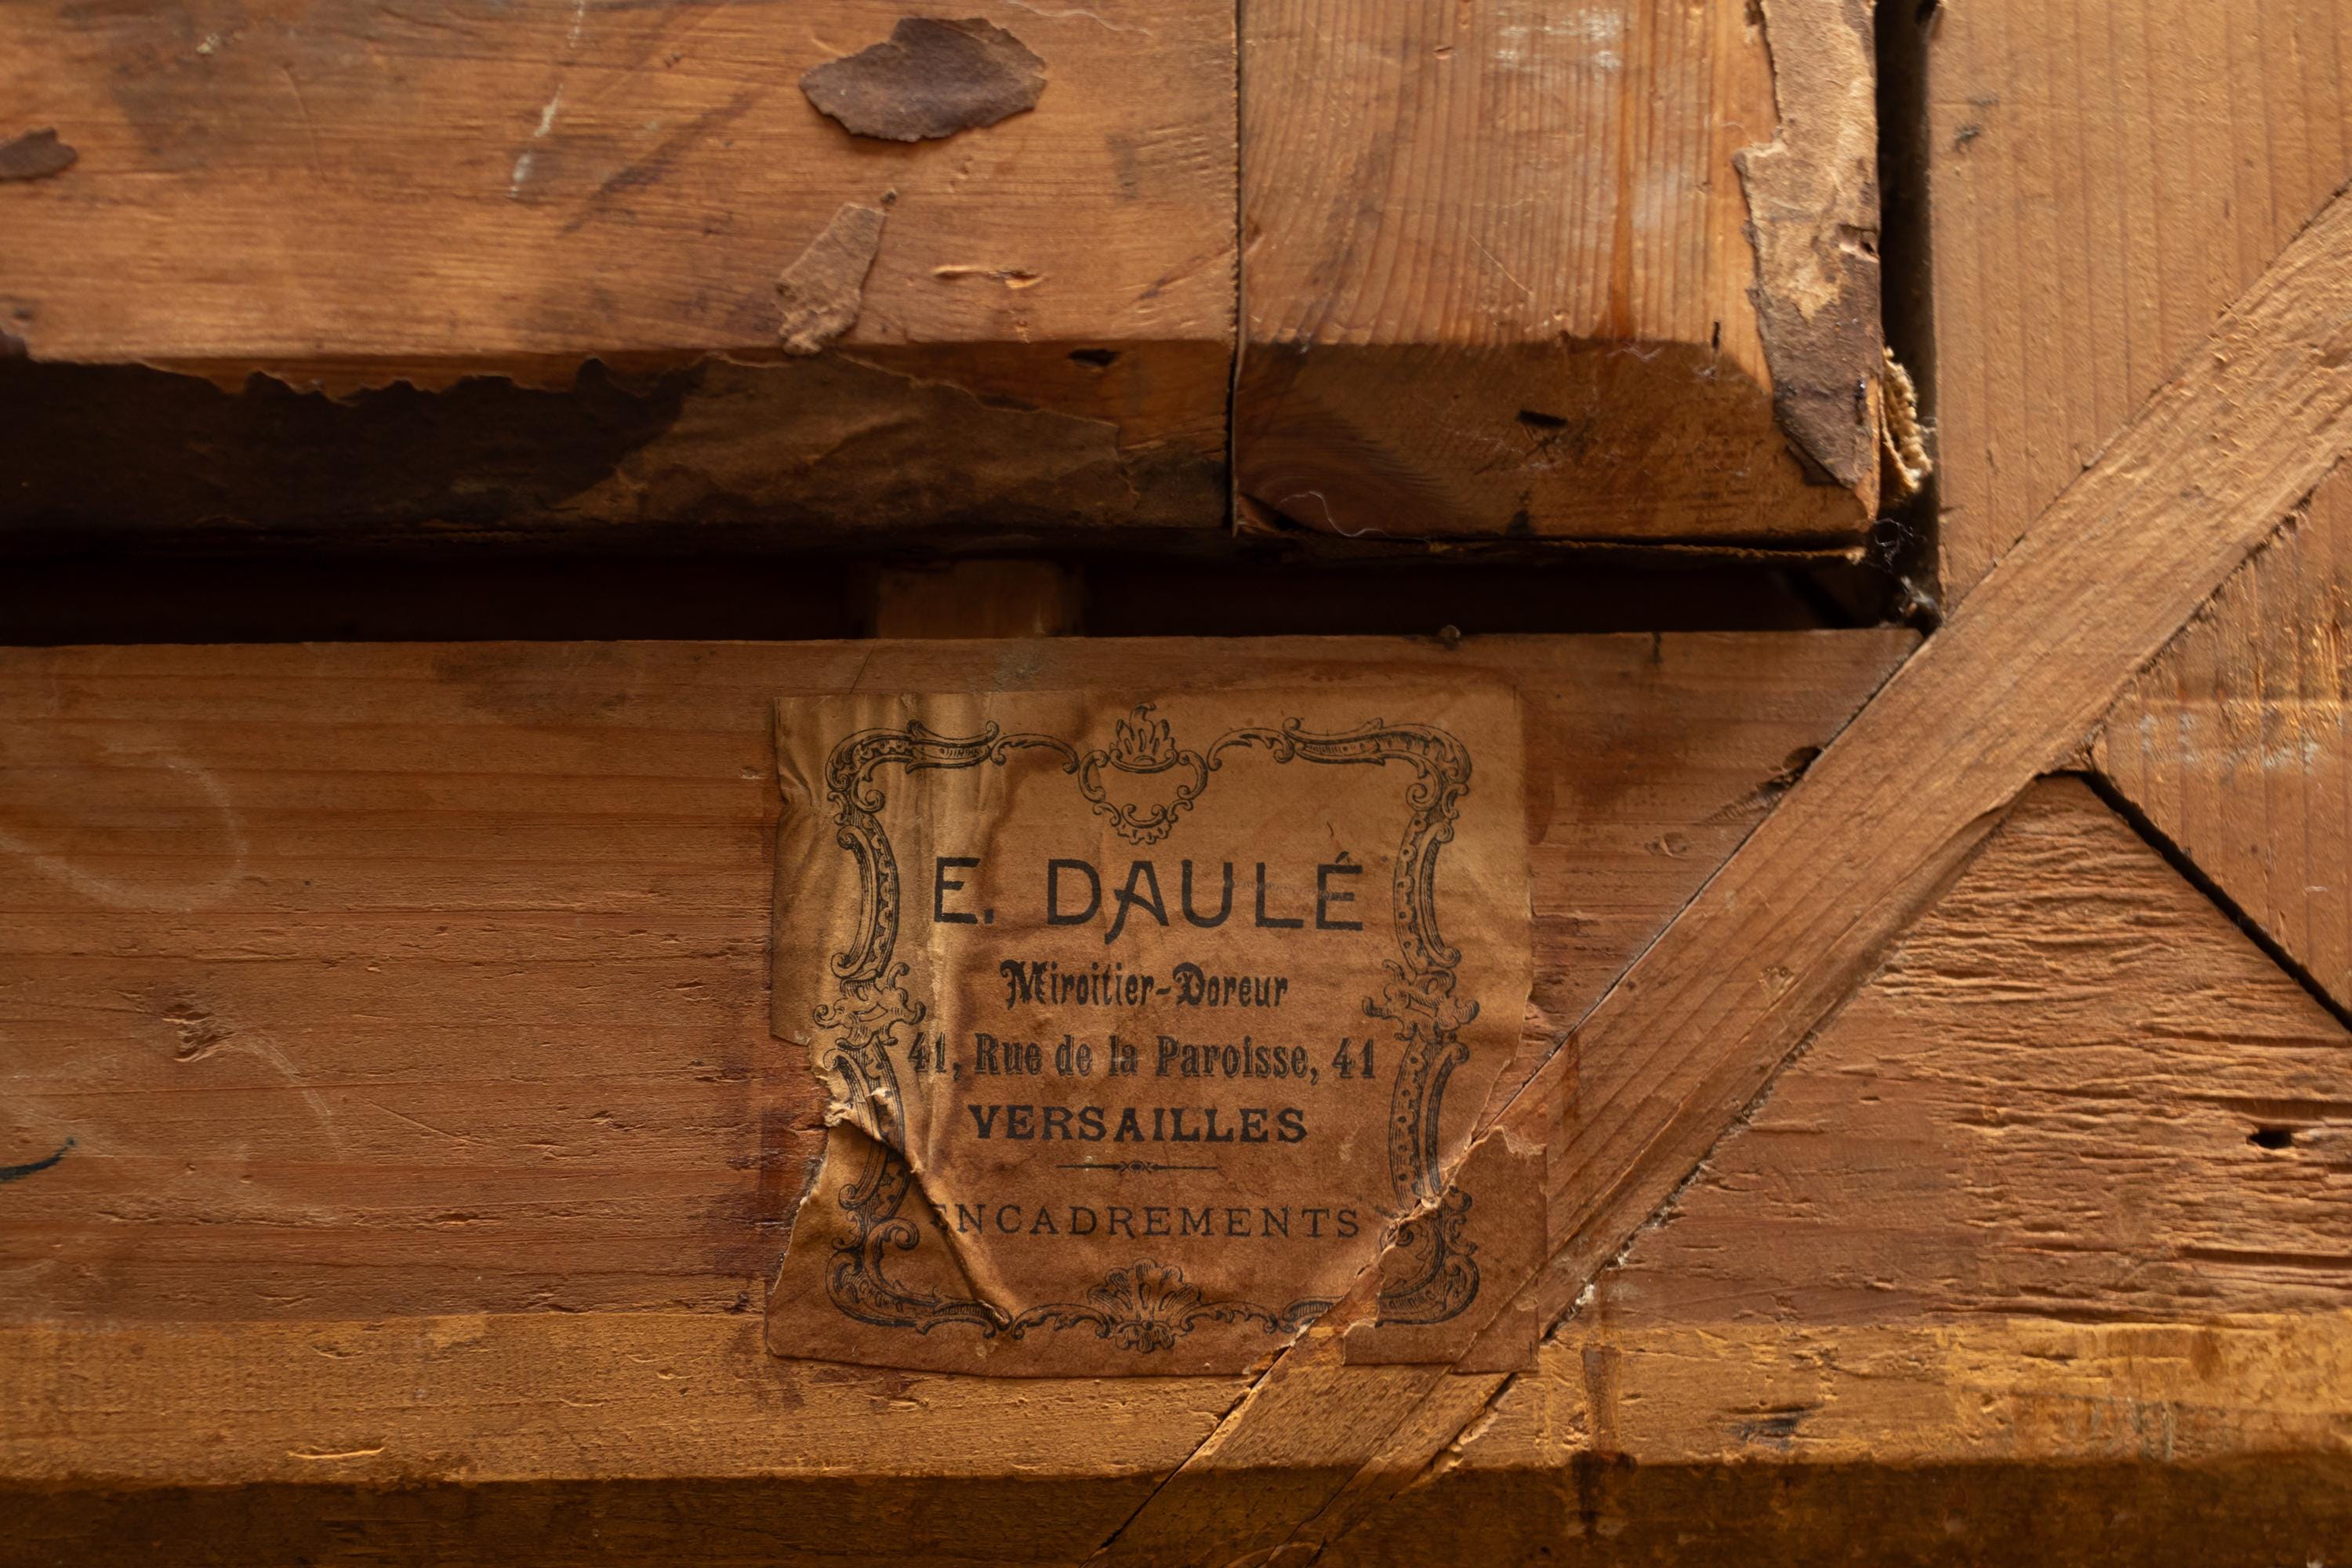 E. DAULÉ
Miroitier-Doreur
41, Rue de la Paroisse, 41
VERSAILLES
ENCADREMENTS